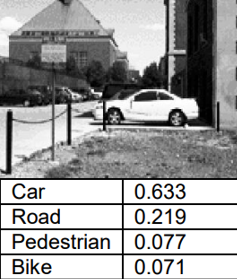 Car 0.633
Road 0.219
Pedestrian 0.077
Bike 0.071